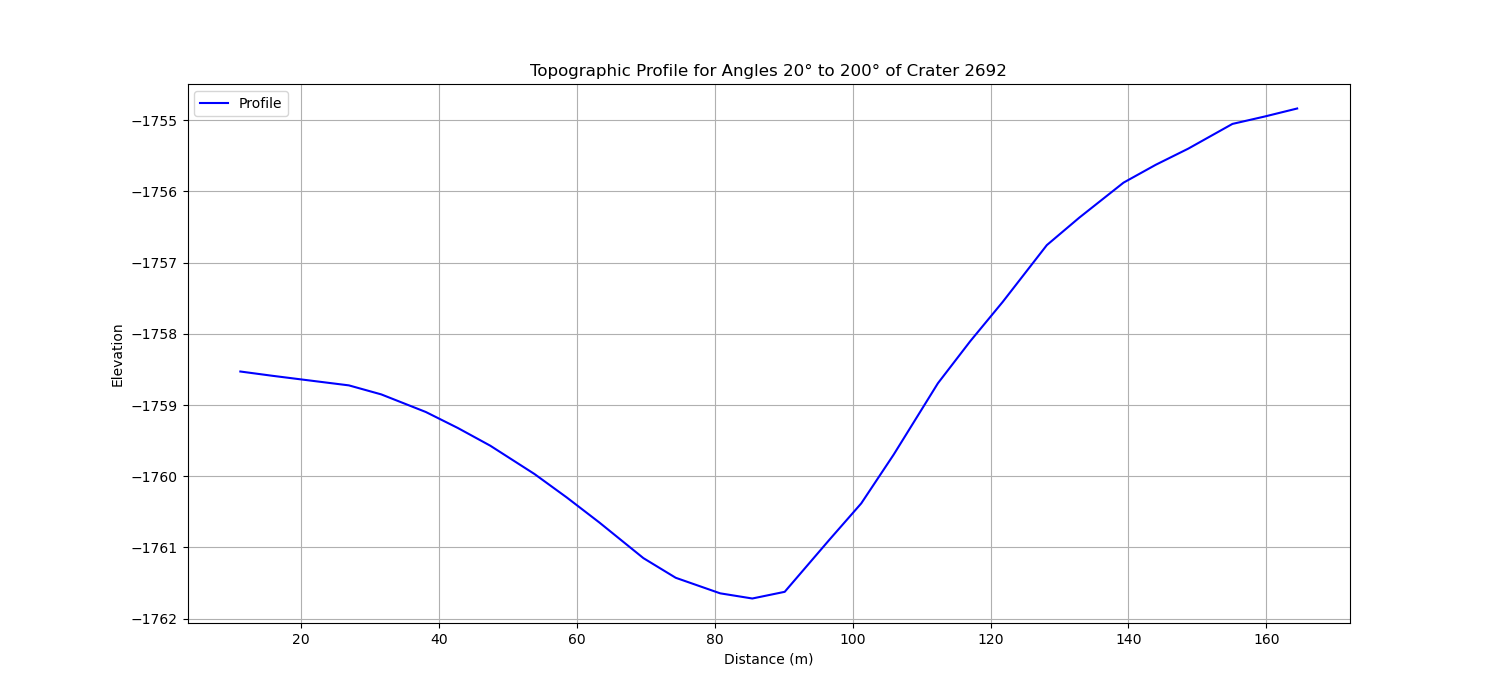 Topographic Profile for Angles 20° to 200° of Crater 2692
Profile
−1755
−1756
−1757
−1758
−1759
−1760
−1761
−1762
Elevation
20 40 60 80 100 120 140 160
Distance (m)